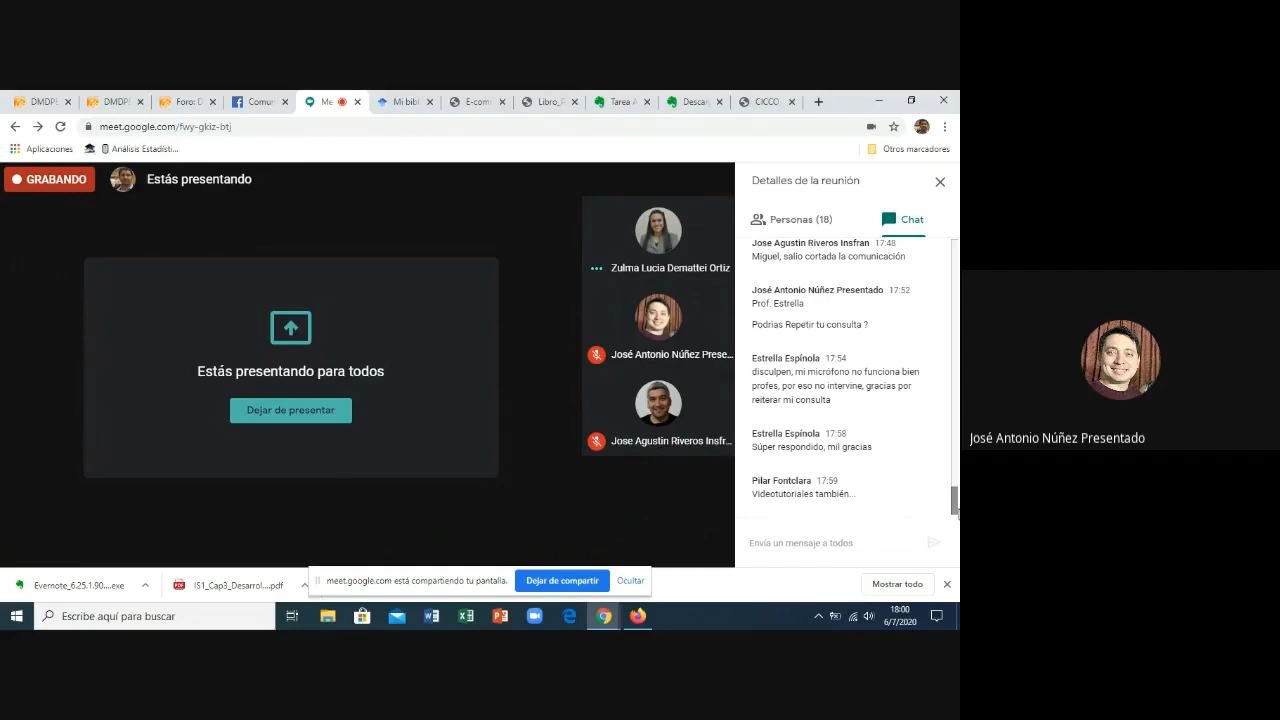 DMDPE
DMDPE
Foro: D
Comun
Me
Mi bibl
E-com
Libro_R
Tarea A
Descar
CICCO
meet.google.com/fwy-gkiz-btj
Aplicaciones
Análisis Estadísti...
Otros marcadores
GRABANDO
Estás presentando
Estás presentando para todos
Dejar de presentar
Zulma Lucia Demattei Ortiz
José Antonio Núñez Prese...
Jose Agustin Riveros Insfr...
Detalles de la reunión
Personas (18)
Chat
Jose Agustin Riveros Insfran 17:48
Miguel, salio cortada la comunicación
José Antonio Núñez Presentado 17:52
Prof. Estrella
Podrias Repetir tu consulta ?
Estrella Espínola 17:54
disculpen, mi micrófono no funciona bien
profes, por eso no intervine, gracias por
reiterar mi consulta
Estrella Espínola 17:58
Súper respondido, mil gracias
Pilar Fontclara 17:59
Videotutoriales también...
Envía un mensaje a todos
José Antonio Núñez Presentado
Evernote_6.25.1.90....exe
IS1_Cap3_Desarrol....pdf
meet.google.com está compartiendo tu pantalla.
Dejar de compartir
Ocultar
Mostrar todo
Escribe aquí para buscar
18:00
6/7/2020